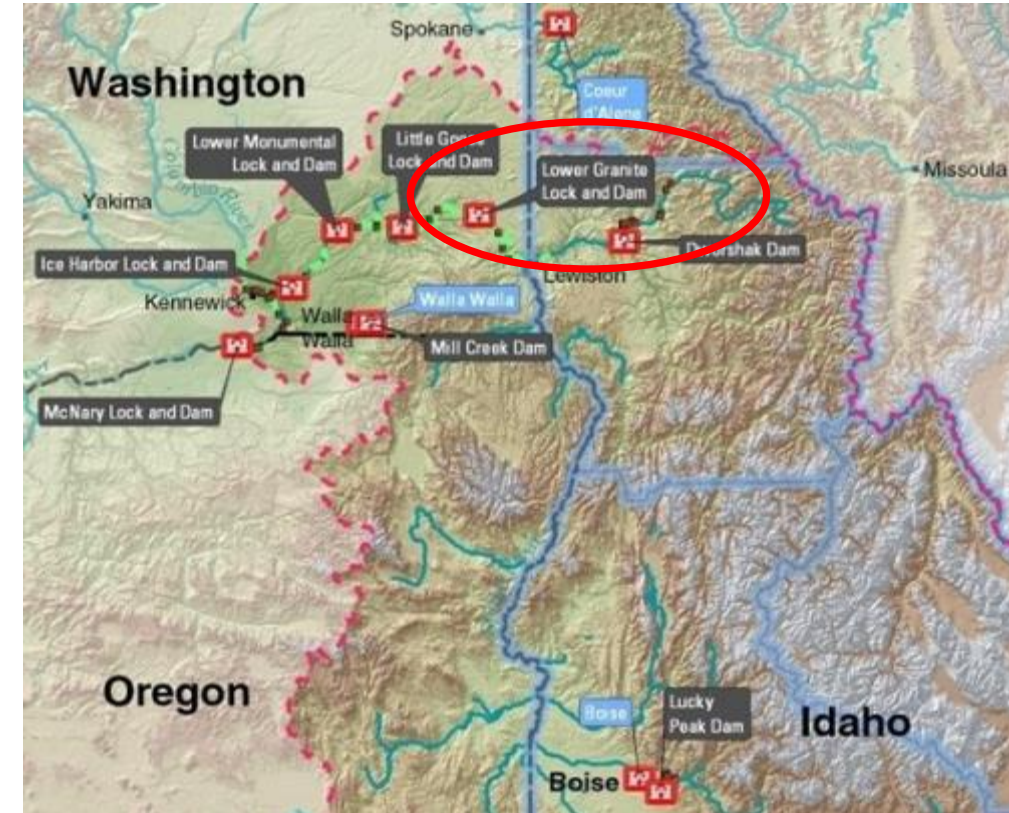 Spokane
Washington
Coeur
d'Alene
Lower Monumental
Lock and Dam
Little Goose
Lock and Dam
Lower Granite
Lock and Dam
Missoula
Columbia River
Yakima
Dworshak Dam
Ice Harbor Lock and Dam
Lewiston
Kennewick
Walla Walla
Walla
Walla
Mill Creek Dam
McNary Lock and Dam
Oregon
Lucky
Peak Dam
Boise
Idaho
Boise